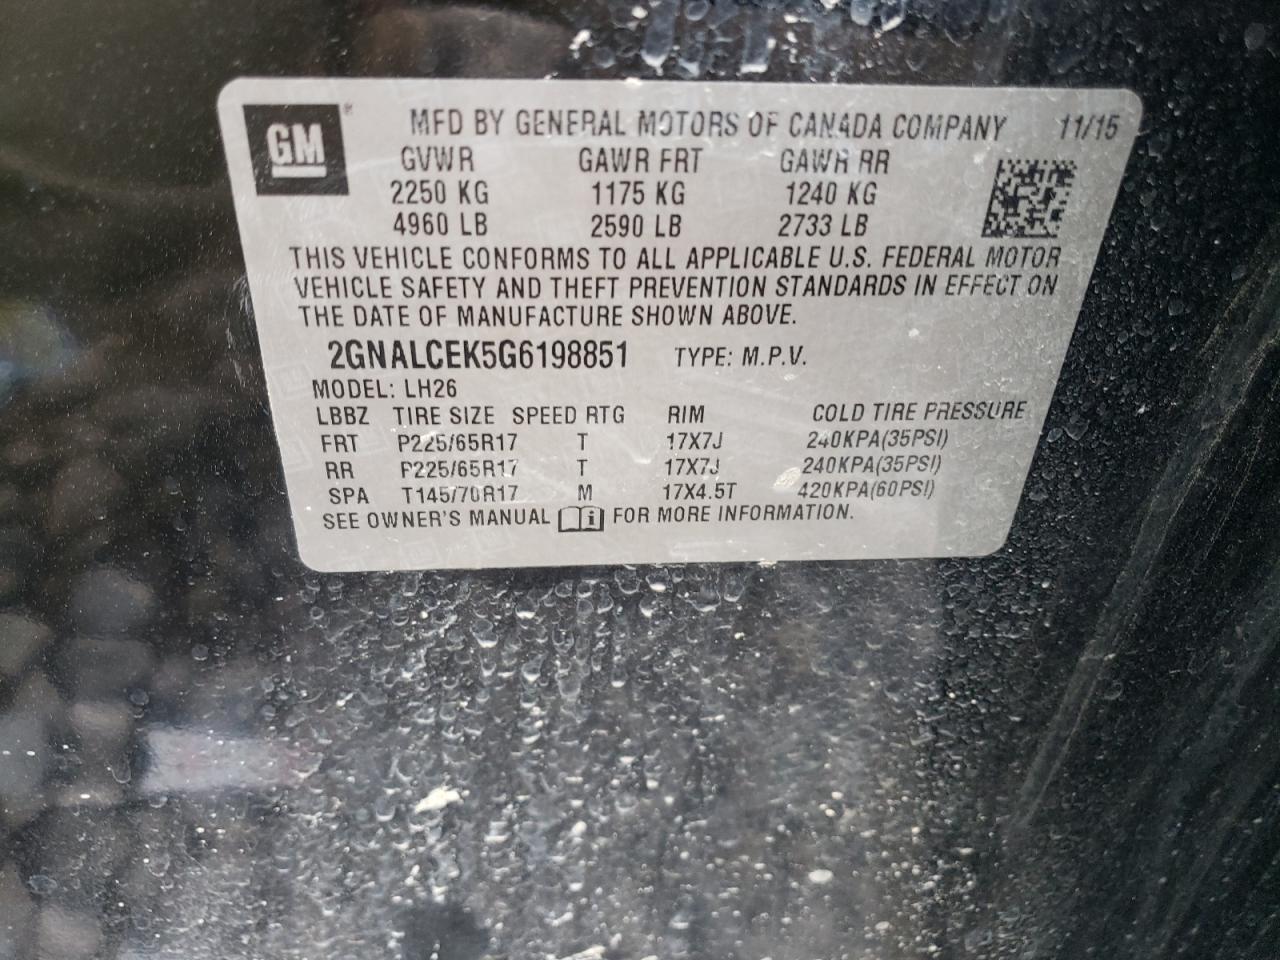 GM®
MFD BY GENERAL MOTORS OF CANADA COMPANY 11/15
GVWR GAWR FRT GAWR RR
2250 KG 1175 KG 1240 KG
4960 LB 2590 LB 2733 LB
THIS VEHICLE CONFORMS TO ALL APPLICABLE U.S. FEDERAL MOTOR
VEHICLE SAFETY AND THEFT PREVENTION STANDARDS IN EFFECT ON
THE DATE OF MANUFACTURE SHOWN ABOVE.
2GNALCEK5G6198851 TYPE: M.P.V.
MODEL: LH26
LBBZ TIRE SIZE SPEED RTG RIM COLD TIRE PRESSURE
FRT P225/65R17 T 17X7J 240KPA(35PSI)
RR P225/65R17 T 17X7J 240KPA(35PSI)
SPA T145/70R17 M 17X4.5T 420KPA(60PSI)
SEE OWNER'S MANUAL i FOR MORE INFORMATION.